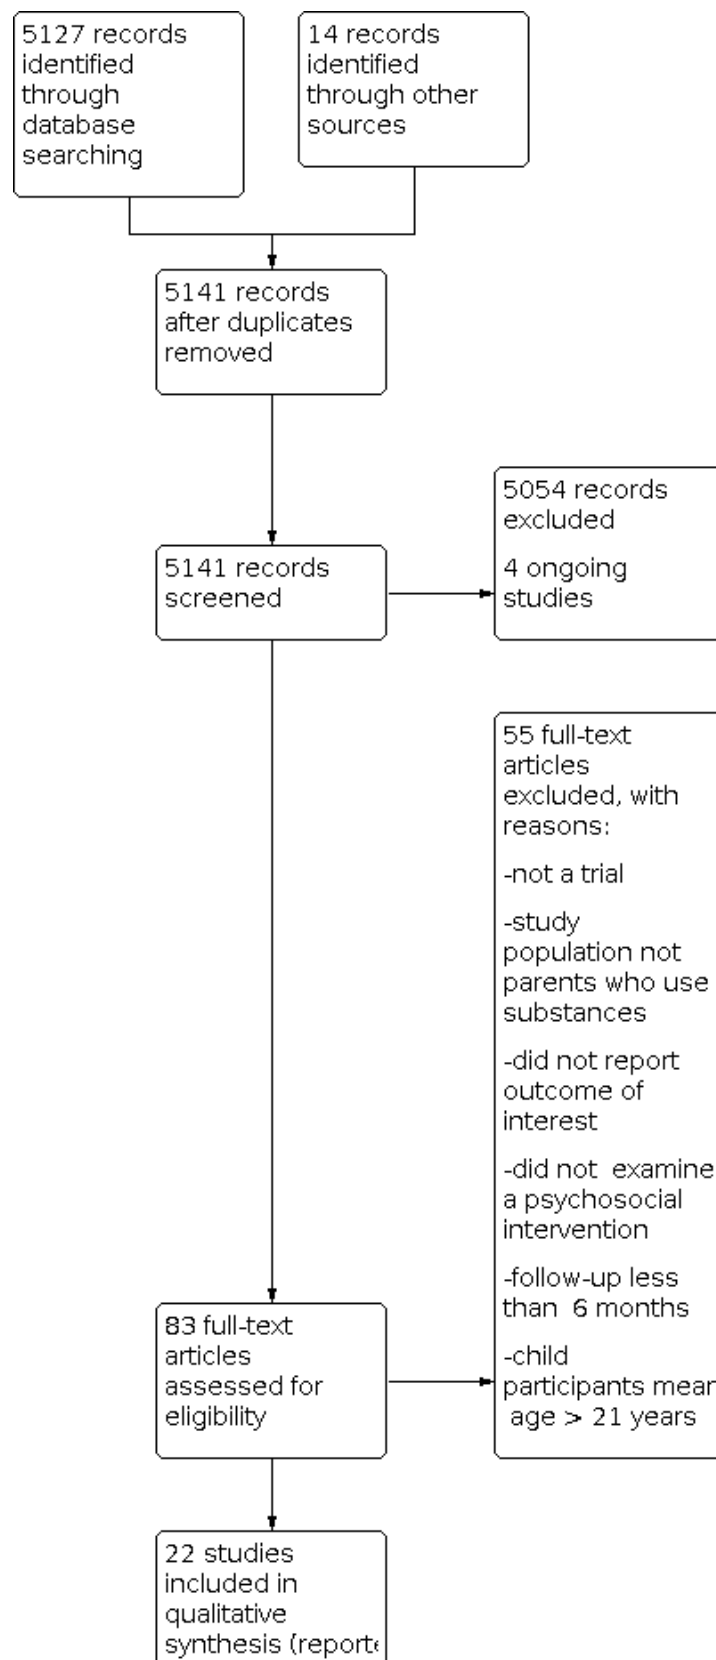 5127 records
identified
through
database
searching
14 records
identified
through other
sources
5141 records
after duplicates
removed
5141 records
screened
5054 records
excluded
4 ongoing
studies
55 full-text
articles
excluded, with
reasons:
-not a trial
-study
population not
parents who use
substances
-did not report
outcome of
interest
-did not examine
a psychosocial
intervention
-follow-up less
than 6 months
-child
participants mean
age > 21 years
83 full-text
articles
assessed for
eligibility
22 studies
included in
qualitative
synthesis